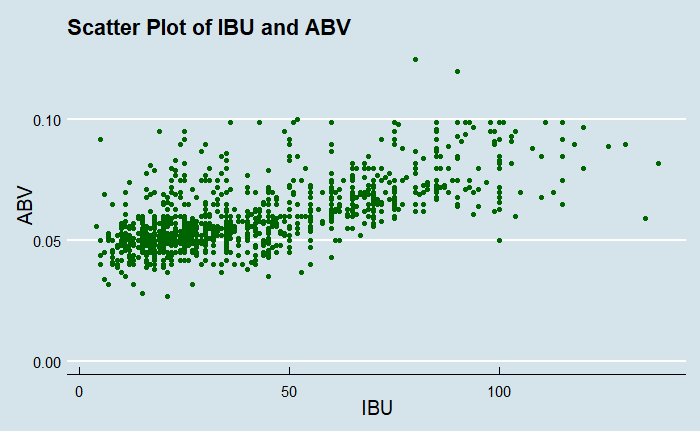 Scatter Plot of IBU and ABV
0.10
ABV
0.05
0.00
0
50
100
IBU